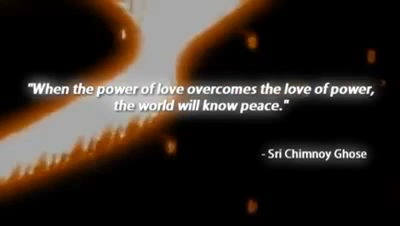 "When the power of love overcomes the love of power,
the world will know peace."
- Sri Chimnoy Ghose